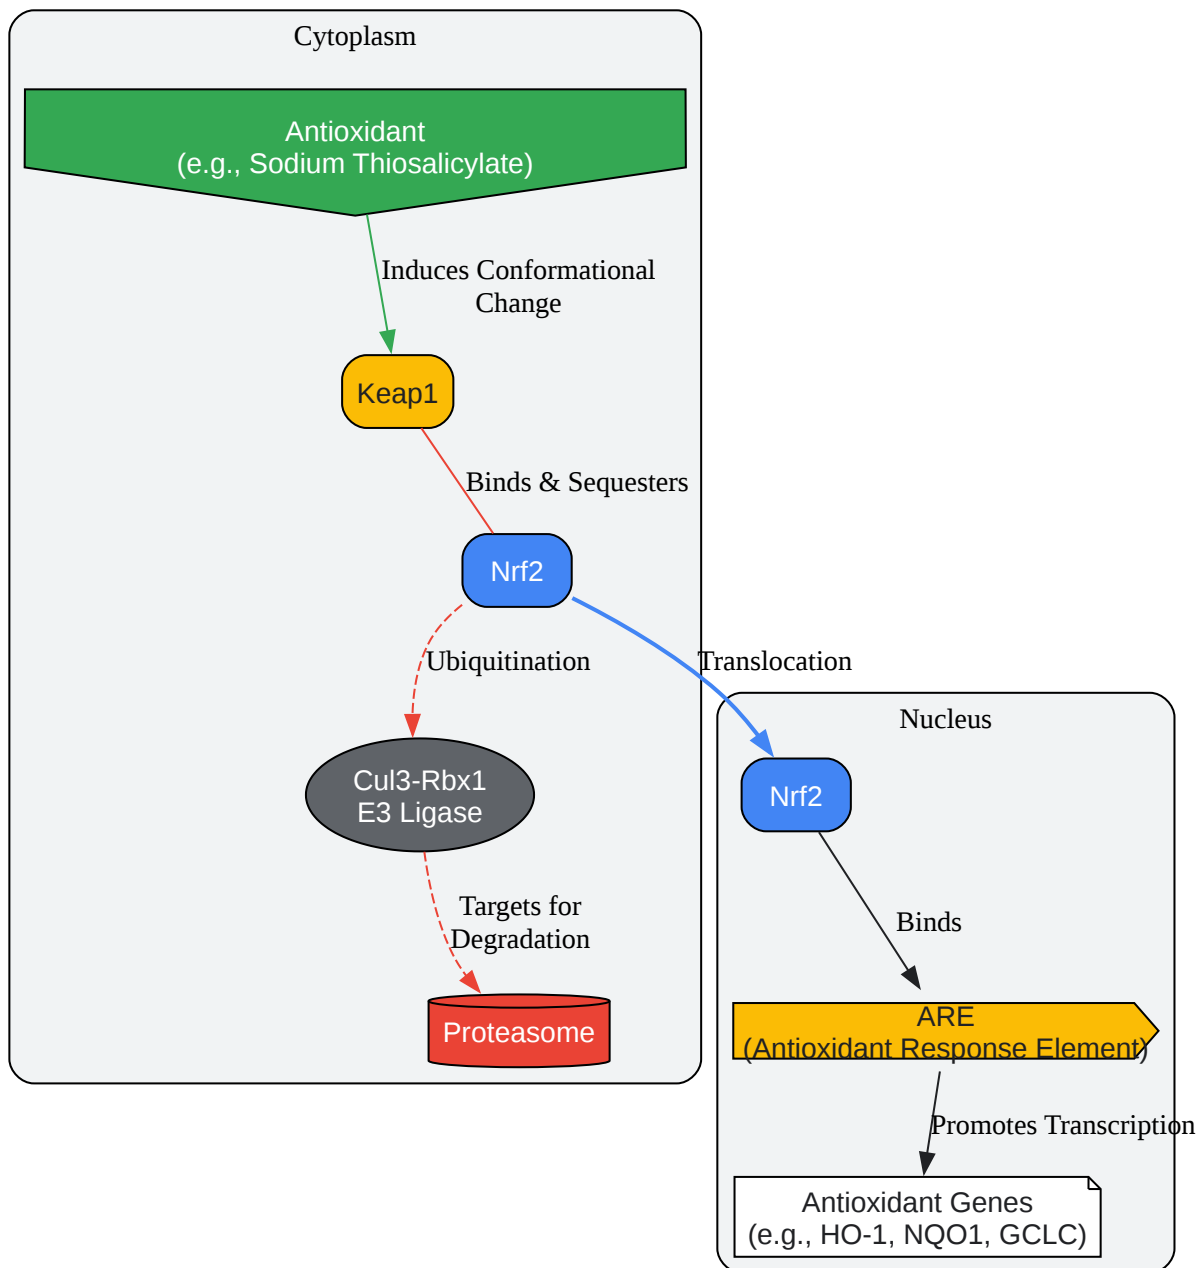 Cytoplasm
Antioxidant
(e.g., Sodium Thiosalicylate)
Induces Conformational
Change
Keap1
Binds & Sequesters
Nrf2
Ubiquitination
Translocation
Nucleus
Cul3-Rbx1
E3 Ligase
Nrf2
Targets for
Degradation
Binds
Proteasome
ARE
(Antioxidant Response Element)
Promotes Transcription
Antioxidant Genes
(e.g., HO-1, NQO1, GCLC)